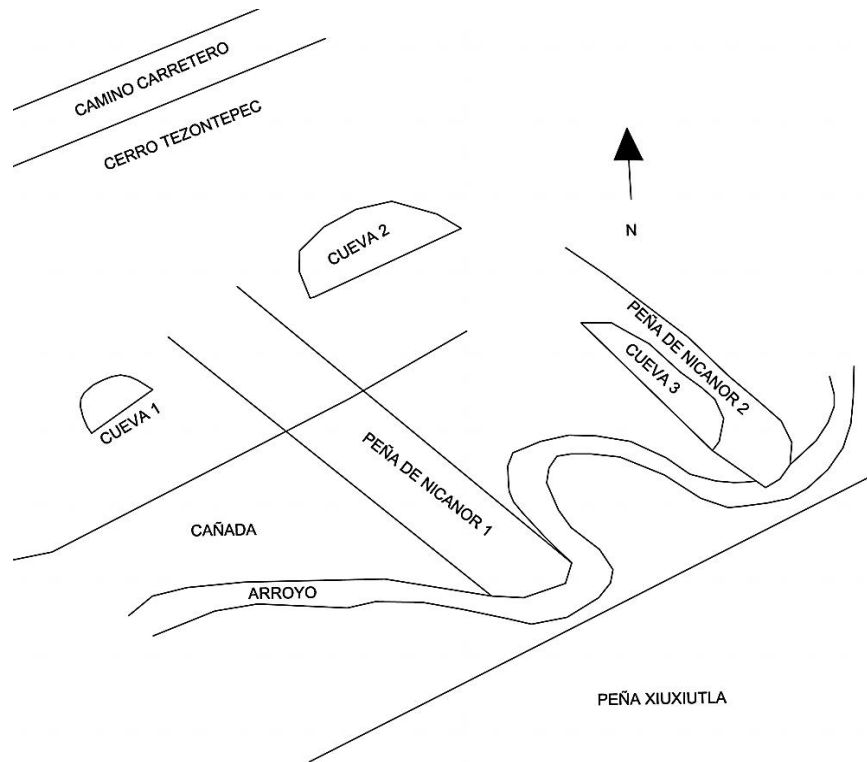 CAMINO CARRETERO
CERRO TEZONTEPEC
CUEVA 2
N
PEÑA DE NICANOR 2
CUEVA 3
CUEVA 1
PEÑA DE NICANOR 1
CAÑADA
ARROYO
PEÑA XIUXIUTLA